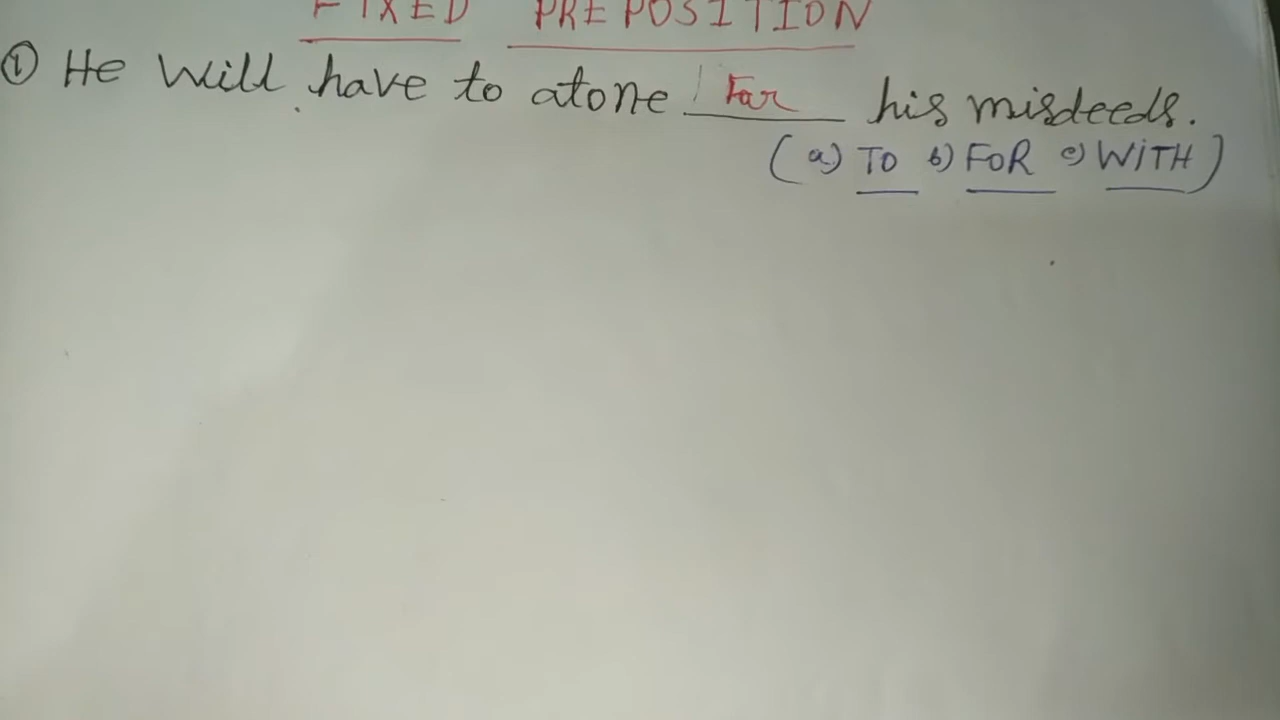 FIXED PREPOSITION
① He will have to atone For his misdeeds.
(a) TO b) FOR c) WITH)